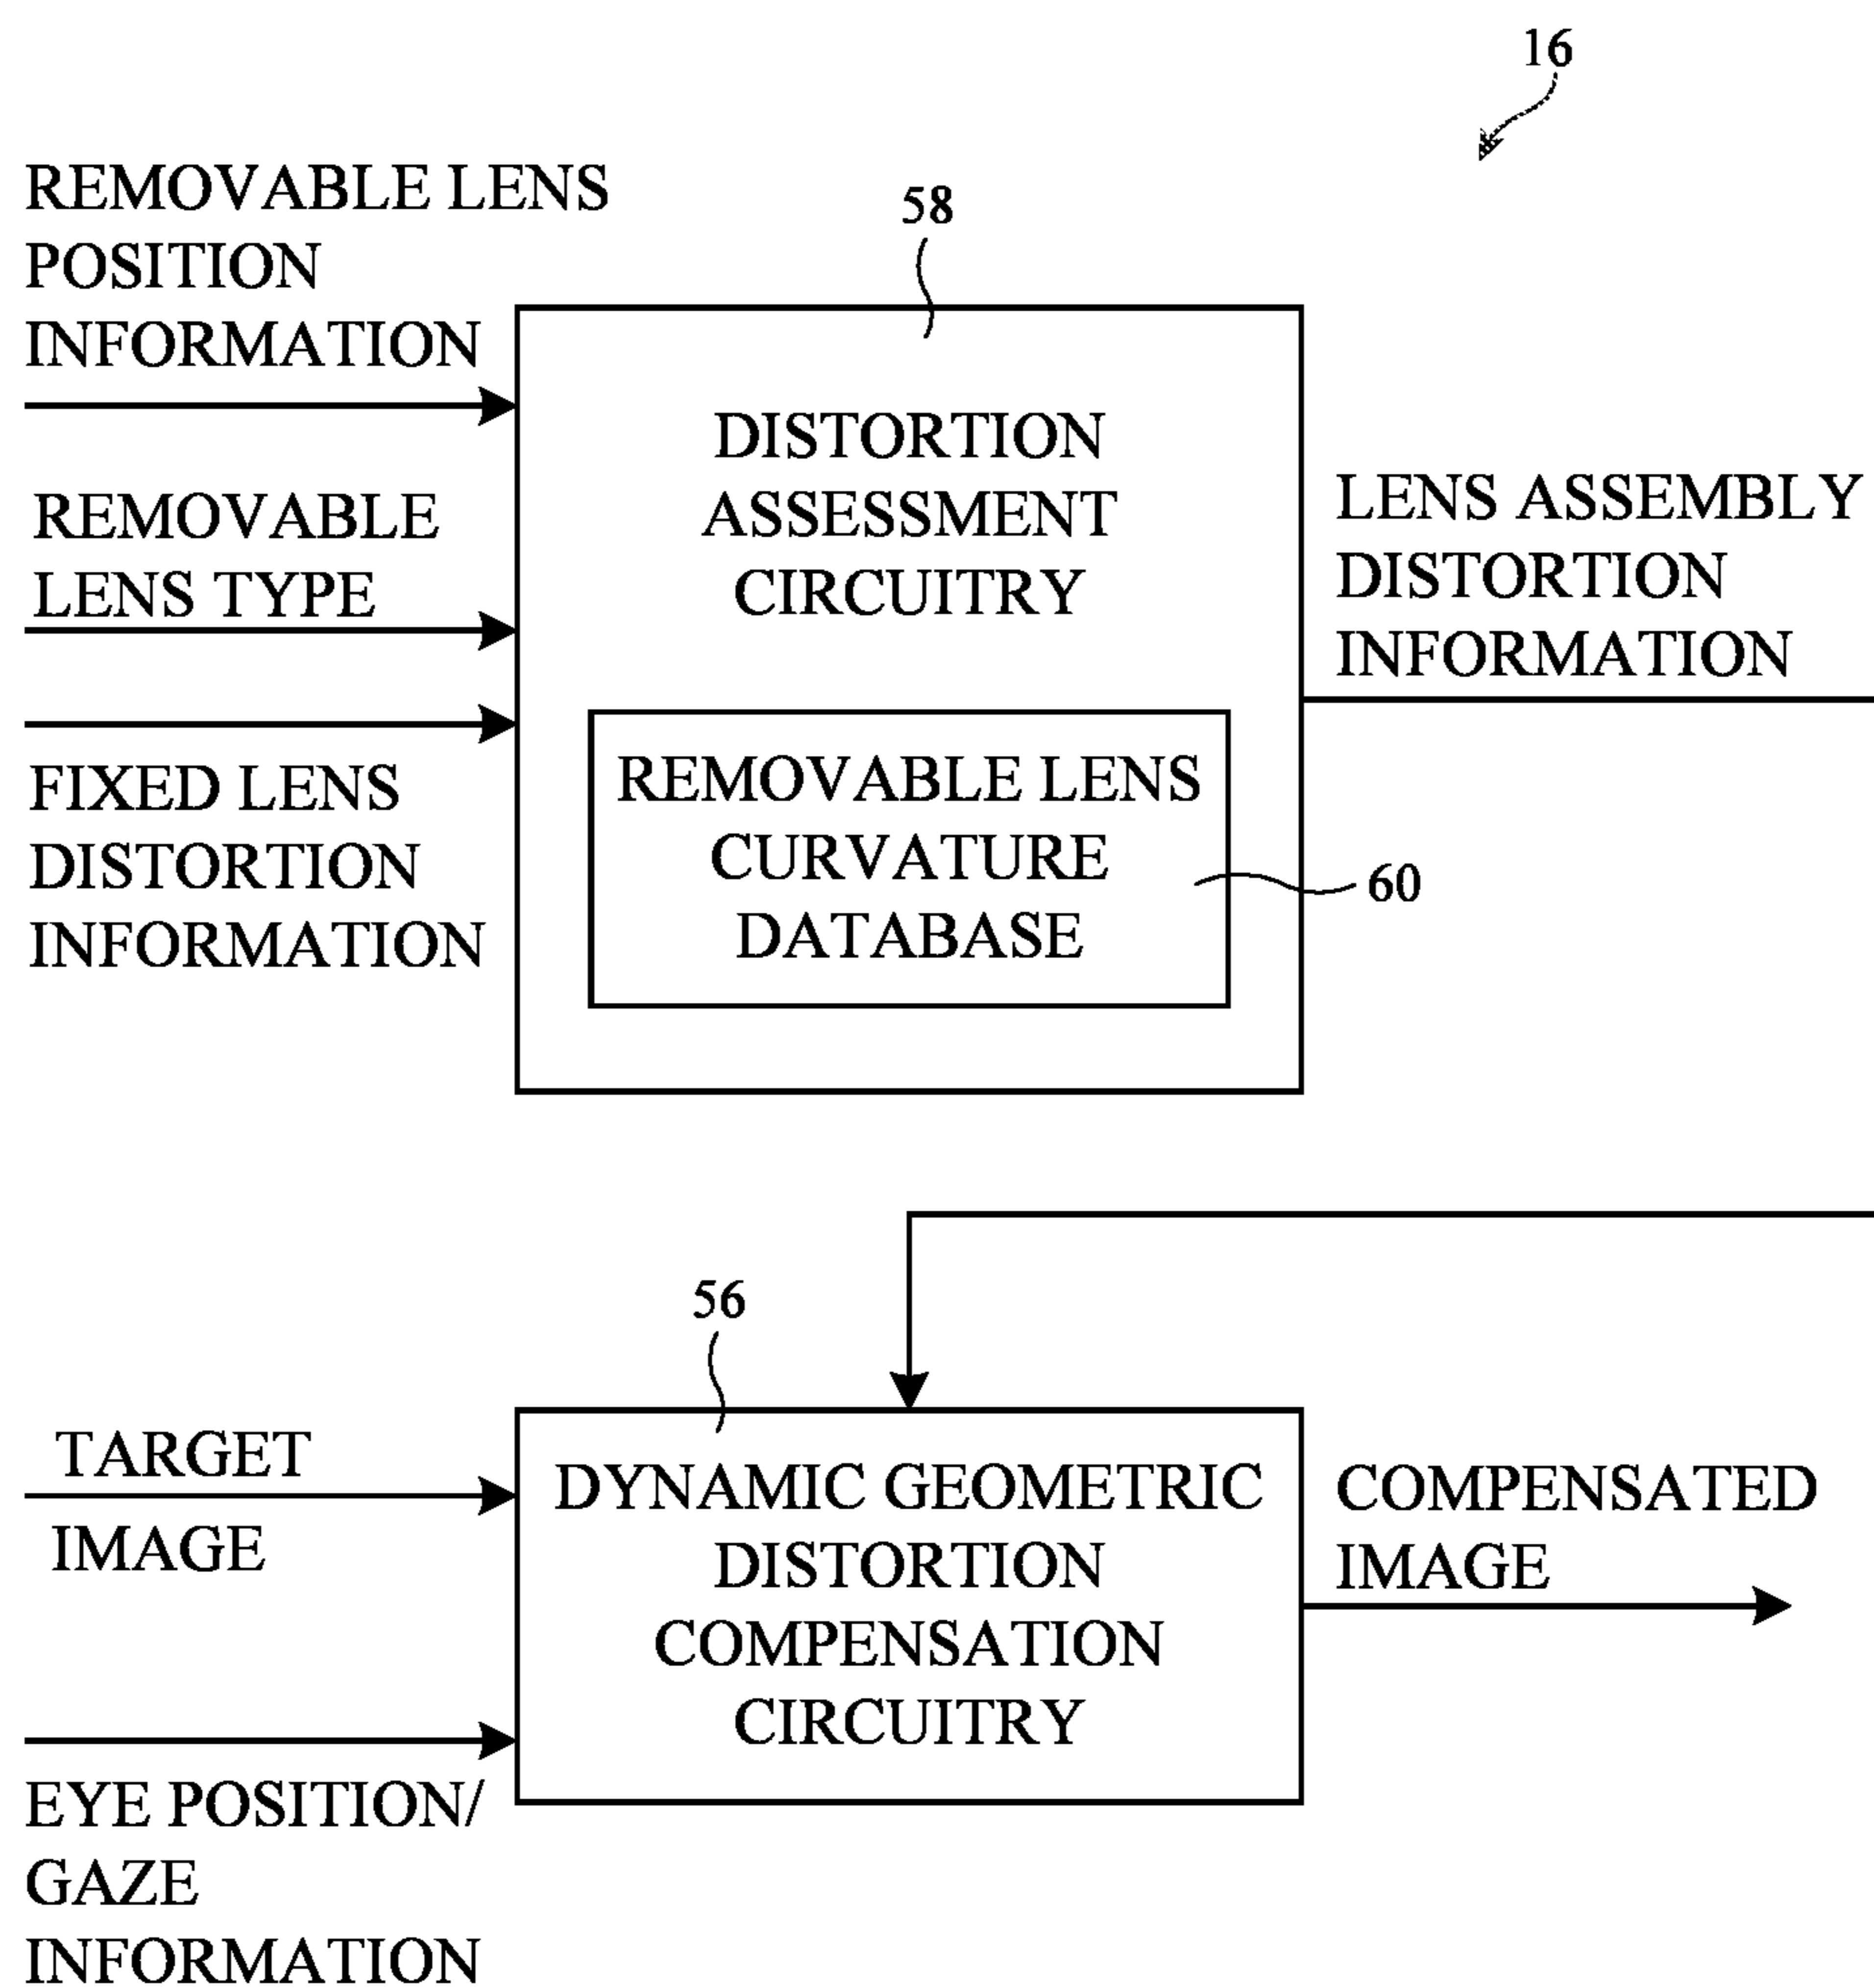 16
REMOVABLE LENS
POSITION
INFORMATION
58
REMOVABLE
LENS TYPE
FIXED LENS
DISTORTION
INFORMATION
DISTORTION
ASSESSMENT
CIRCUITRY
REMOVABLE LENS
CURVATURE
DATABASE
60
LENS ASSEMBLY
DISTORTION
INFORMATION
56
TARGET
IMAGE
EYE POSITION/
GAZE
INFORMATION
DYNAMIC GEOMETRIC
DISTORTION
COMPENSATION
CIRCUITRY
COMPENSATED
IMAGE